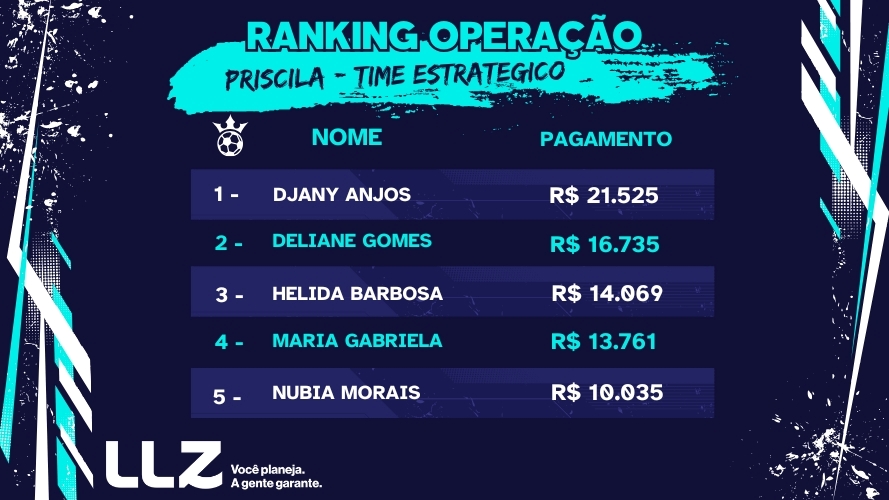 RANKING OPERAÇÃO
PRISCILA - TIME ESTRATEGICO
NOME PAGAMENTO
1 - DJANY ANJOS R$ 21.525
2 - DELIANE GOMES R$ 16.735
3 - HELIDA BARBOSA R$ 14.069
4 - MARIA GABRIELA R$ 13.761
5 - NUBIA MORAIS R$ 10.035
LLZ
Você planeja.
A gente garante.